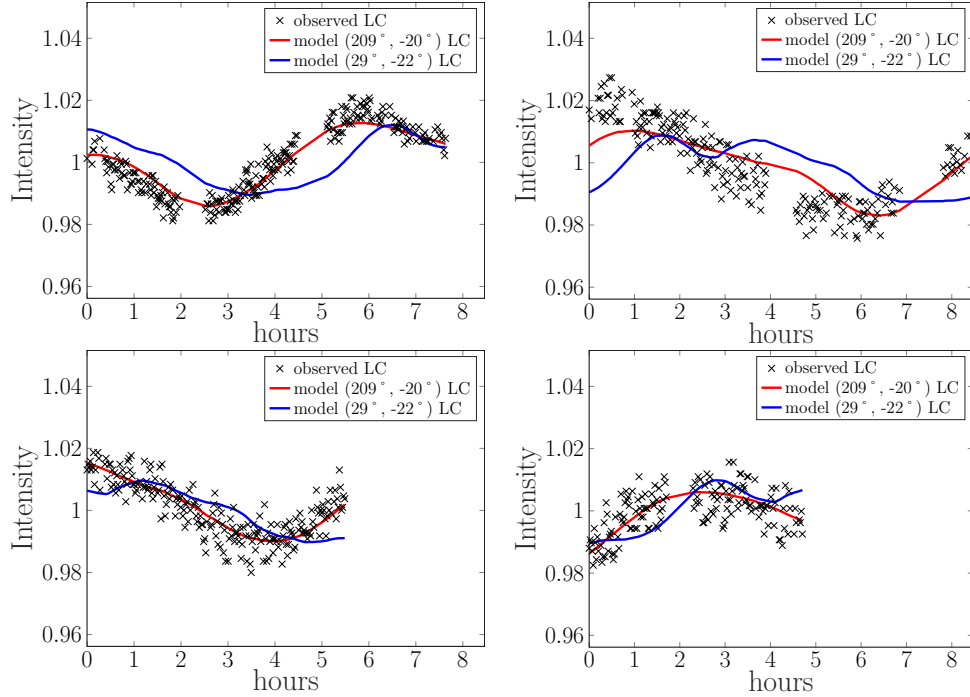 1.04
1.02
1
0.98
0.96
Intensity
× observed LC
model (209°, -20°) LC
model (29°, -22°) LC
0 1 2 3 4 5 6 7 8
hours
1.04
1.02
1
0.98
0.96
Intensity
× observed LC
model (209°, -20°) LC
model (29°, -22°) LC
0 1 2 3 4 5 6 7 8
hours
1.04
1.02
1
0.98
0.96
Intensity
× observed LC
model (209°, -20°) LC
model (29°, -22°) LC
0 1 2 3 4 5 6 7 8
hours
1.04
1.02
1
0.98
0.96
Intensity
× observed LC
model (209°, -20°) LC
model (29°, -22°) LC
0 1 2 3 4 5 6 7 8
hours